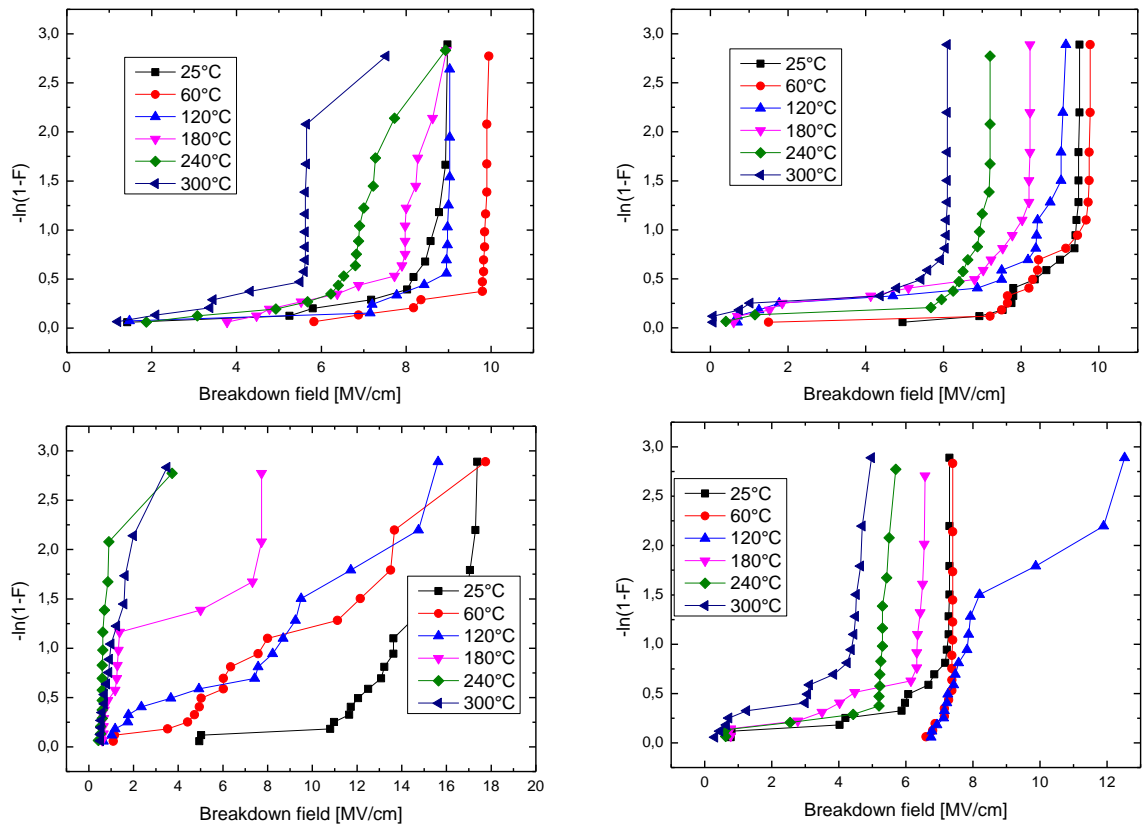 3,0
2,5
2,0
1,5
1,0
0,5
0,0
-ln(1-F)
25°C
60°C
120°C
180°C
240°C
300°C
0 2 4 6 8 10
Breakdown field [MV/cm]
3,0
2,5
2,0
1,5
1,0
0,5
0,0
-ln(1-F)
25°C
60°C
120°C
180°C
240°C
300°C
0 2 4 6 8 10
Breakdown field [MV/cm]
3,0
2,5
2,0
1,5
1,0
0,5
0,0
-ln(1-F)
25°C
60°C
120°C
180°C
240°C
300°C
0 2 4 6 8 10 12 14 16 18 20
Breakdown field [MV/cm]
3,0
2,5
2,0
1,5
1,0
0,5
0,0
-ln(1-F)
25°C
60°C
120°C
180°C
240°C
300°C
0 2 4 6 8 10 12
Breakdown field [MV/cm]